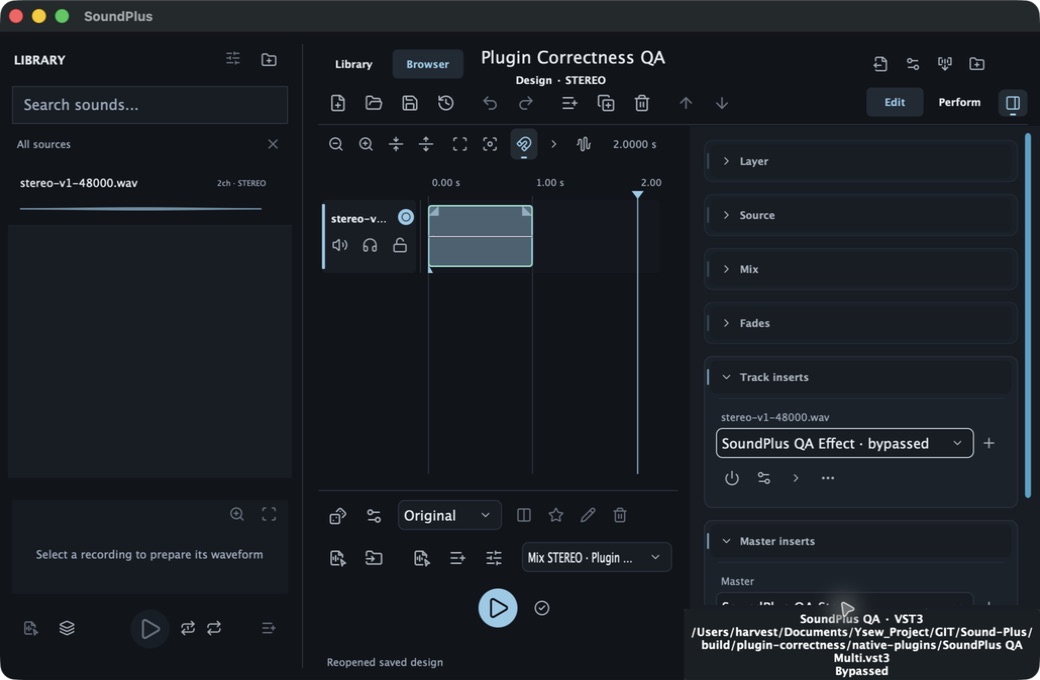 SoundPlus
LIBRARY
Search sounds...
All sources
stereo-v1-48000.wav
2ch · STEREO
Select a recording to prepare its waveform
Library
Browser
Plugin Correctness QA
Design · STEREO
Edit
Perform
2.0000 s
0.00 s
1.00 s
2.00
stereo-v...
Original
Mix STEREO · Plugin ...
Reopened saved design
Layer
Source
Mix
Fades
Track inserts
stereo-v1-48000.wav
SoundPlus QA Effect · bypassed
Master inserts
Master
SoundPlus QA · VST3
/Users/harvest/Documents/Ysew_Project/GIT/Sound-Plus/
build/plugin-correctness/native-plugins/SoundPlus QA
Multi.vst3
Bypassed